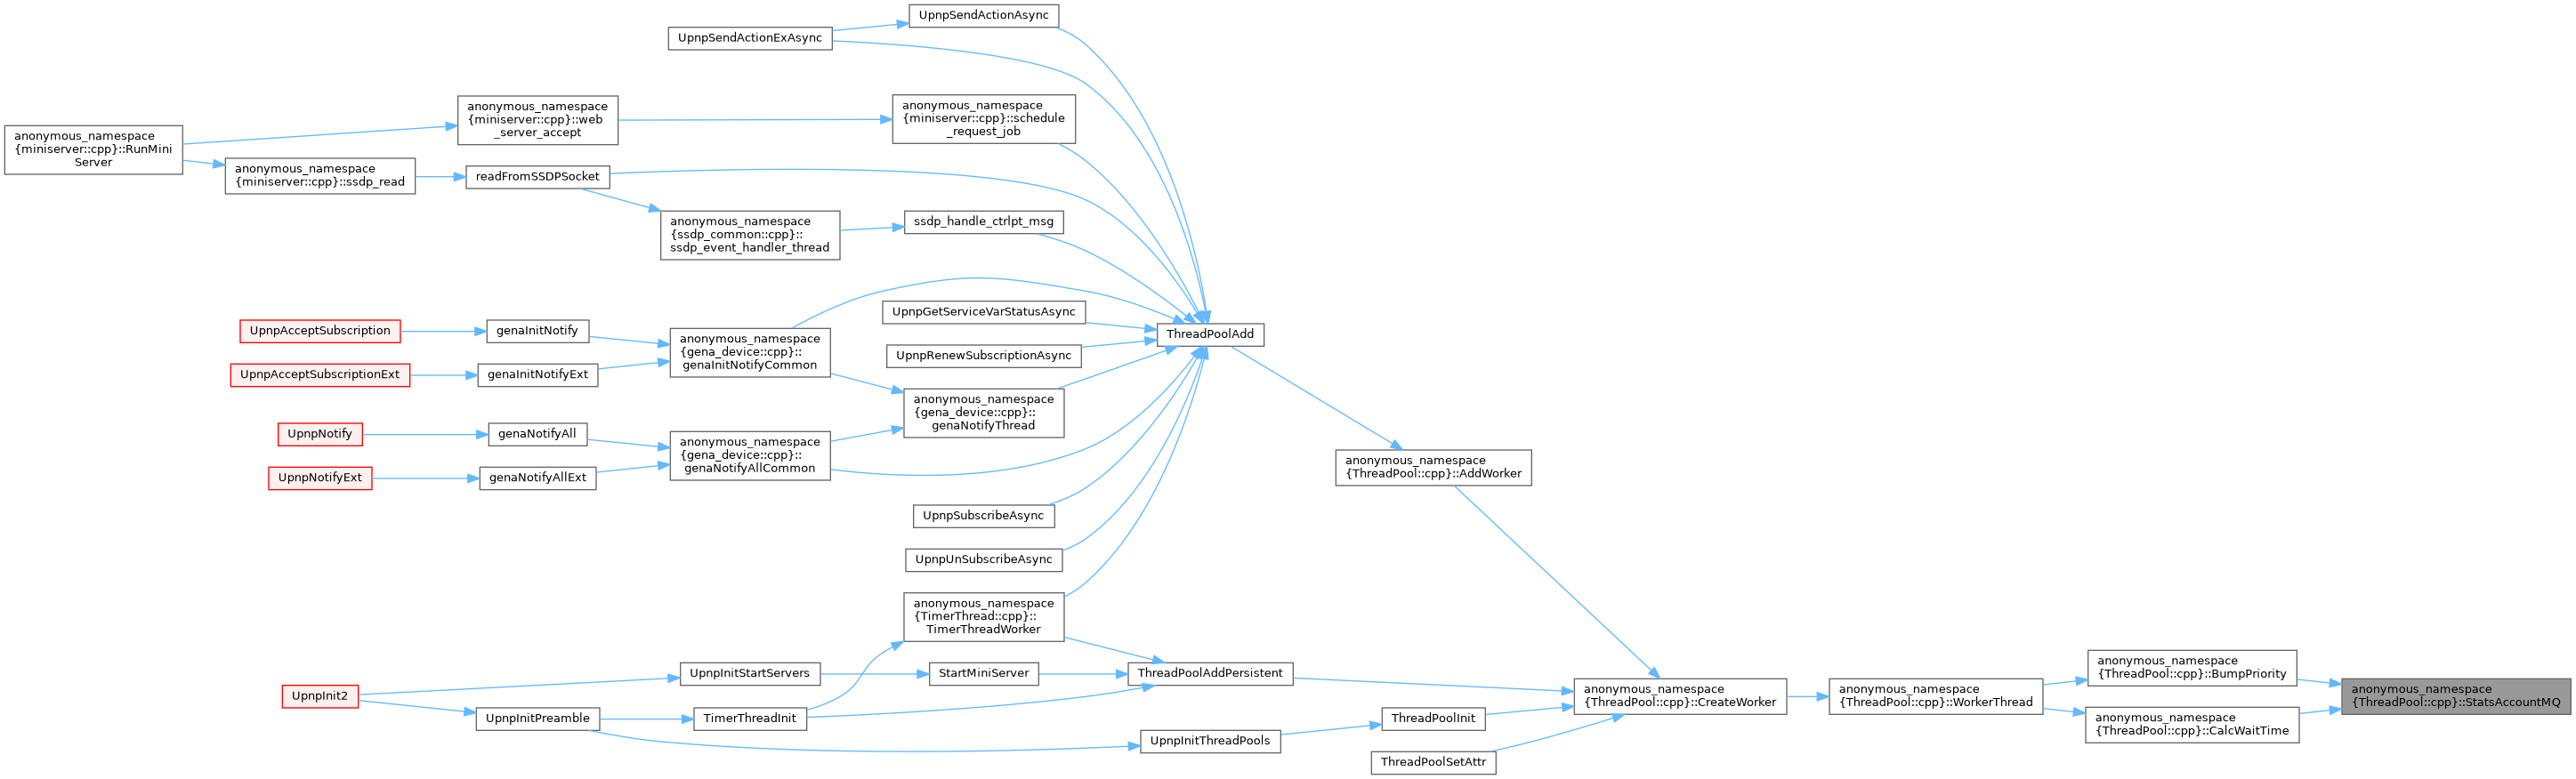 UpnpSendActionAsync
UpnpSendActionExAsync
anonymous_namespace
{miniserver::cpp}::web
_server_accept
anonymous_namespace
{miniserver::cpp}::schedule
_request_job
anonymous_namespace
{miniserver::cpp}::RunMini
Server
anonymous_namespace
{miniserver::cpp}::ssdp_read
readFromSSDPSocket
anonymous_namespace
{ssdp_common::cpp}::
ssdp_event_handler_thread
ssdp_handle_ctrlpt_msg
UpnpGetServiceVarStatusAsync
UpnpAcceptSubscription
genaInitNotify
ThreadPoolAdd
anonymous_namespace
{gena_device::cpp}::
genaInitNotifyCommon
UpnpRenewSubscriptionAsync
UpnpAcceptSubscriptionExt
genaInitNotifyExt
anonymous_namespace
{gena_device::cpp}::
genaNotifyThread
UpnpNotify
genaNotifyAll
anonymous_namespace
{gena_device::cpp}::
genaNotifyAllCommon
anonymous_namespace
{ThreadPool::cpp}::AddWorker
UpnpNotifyExt
genaNotifyAllExt
UpnpSubscribeAsync
UpnpUnSubscribeAsync
anonymous_namespace
{TimerThread::cpp}::
TimerThreadWorker
UpnpInitStartServers
StartMiniServer
ThreadPoolAddPersistent
UpnpInit2
anonymous_namespace
{ThreadPool::cpp}::CreateWorker
anonymous_namespace
{ThreadPool::cpp}::WorkerThread
anonymous_namespace
{ThreadPool::cpp}::BumpPriority
anonymous_namespace
{ThreadPool::cpp}::StatsAccountMQ
UpnpInitPreamble
TimerThreadInit
ThreadPoolInit
anonymous_namespace
{ThreadPool::cpp}::CalcWaitTime
UpnpInitThreadPools
ThreadPoolSetAttr